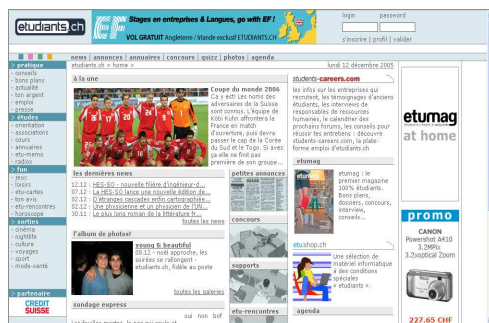 login password
etudiants.ch
EF
Stages en entreprises & Langues, go with EF !
VOL GRATUIT Angleterre / Irlande exclusif ETUDIANTS.CH
s'inscrire | profil | valider
news | annonces | annuaires | concours | quizz | photos | agenda
etudiants.ch > home >
lundi 12 décembre 2005
> pratique
- conseils
- bons plans
- actualité
- ton argent
- emploi
- presse
> études
- orientation
- associations
- cours
- annuaires
- etu-memo
- radios
> fun
- jeux
- loisirs
- etu-cartes
- ton avis
- etu-rencontres
- horoscope
> sorties
- cinéma
- nightlife
- culture
- voyages
- sport
- mode-santé
> partenaire
CREDIT
SUISSE
à la une
Coupe du monde 2006
Ca y est! Les noms des
adversaires de la Suisse
sont connus. L'équipe de
Köbi Kuhn affrontera la
France en match
d'ouverture, puis devra
passer le cap de la Corée
du Sud et le Togo. Si avec
ça elle ne finit pas
première de son groupe...
les dernières news
12.12 : HES-SO - nouvelle filière d'ingénieur-d...
07.12 : La HES-SO lance une nouvelle édition de...
02.12 : D'étranges cascades enfin cartographiée...
01.12 : Une physicienne et un physicien de l'UN...
30.11 : Le plus long roman de la littérature fr...
toutes les news
l'album de photos!
young & beautiful
08.12 - noël approche, les
soirées se rallongent -
etudiants.ch, fidèle au poste
toutes les galeries
sondage express
oui non bof
petites annonces
concours
supports
etu-rencontres
students-careers.com
les infos sur les entreprises qui
recrutent, les témoignages d'anciens
étudiants, les interviews de
responsables de ressources
humaines, le calendrier des
prochains forums, les conseils pour
réussir tes entretiens : découvre
students-careers.com, la plate-
forme emploi d'etudiants.ch
etumag
etumag : le
premier magazine
100% étudiants.
Bons plans,
dossiers, concours,
interview,
conseils...
etushop.ch
Une sélection de
matériel informatique
à des conditions
spéciales
« etudiants ».
agenda
etumag
at home
promo
CANON
Powershot A410
3.2MPix
3.2xoptical Zoom
227.65 CHF